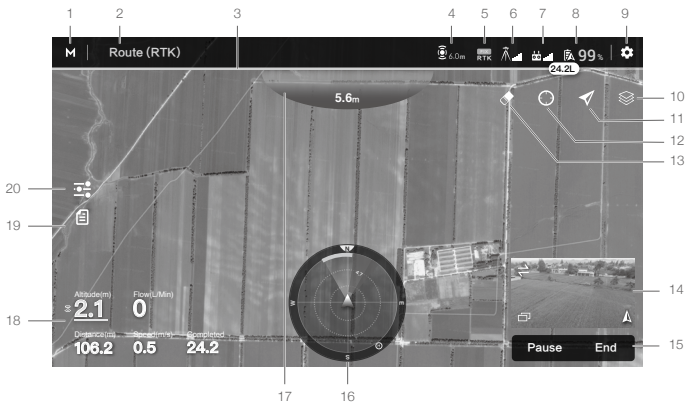 1 2 3 4 5 6 7 8 9
Route (RTK) 6.0m RTK 99%
24.2L
5.6m
10
11
12
13
20
19
N
4.7
W E
S
Altitude(m) Flow(L/Min)
2.1 0
18
Distance(m) Speed(m/s) Completed
106.2 0.5 24.2
14
Pause End 15
17 16